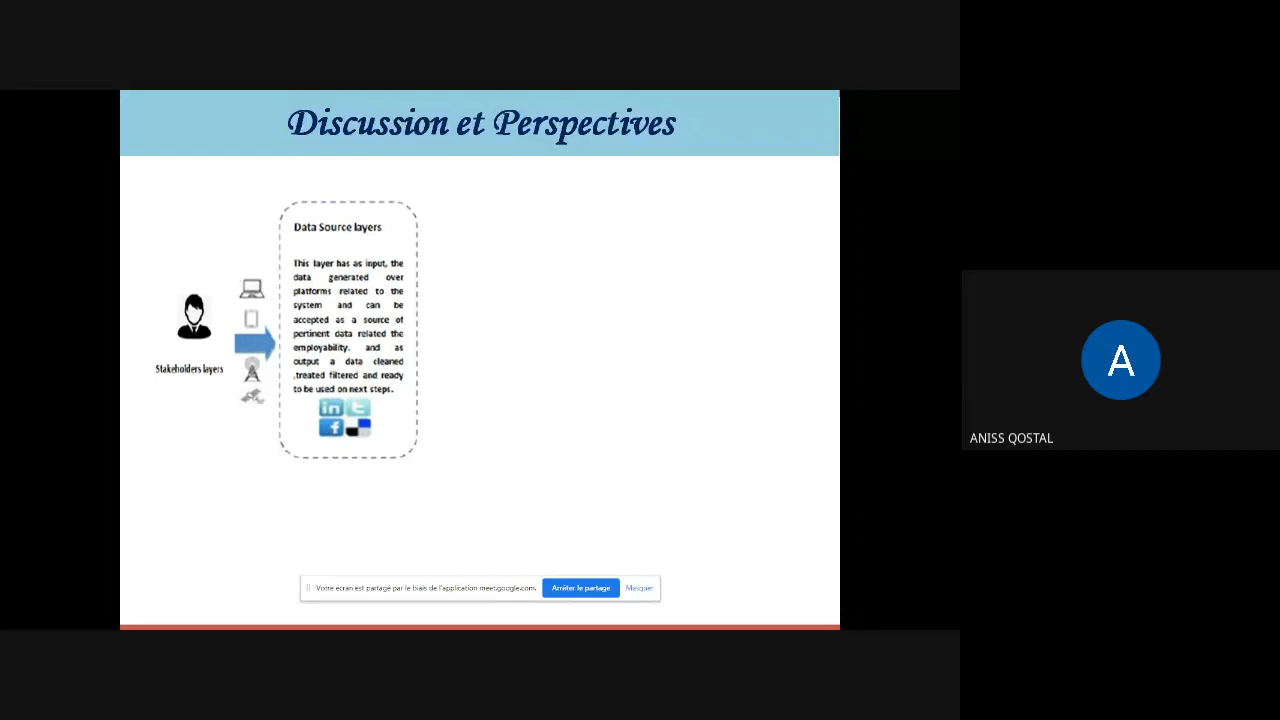 Discussion et Perspectives
Data Source layers
This layer has as input, the
data generated over
platforms related to the
system and can be
accepted as a source of
pertinent data related the
employability. and as
output a data cleaned
,treated filtered and ready
to be used on next steps.
in t
f
Stakeholders layers
A
ANISS QOSTAL
Votre écran est partagé par le biais de l'application meet.google.com.
Arrêter le partage
Masquer